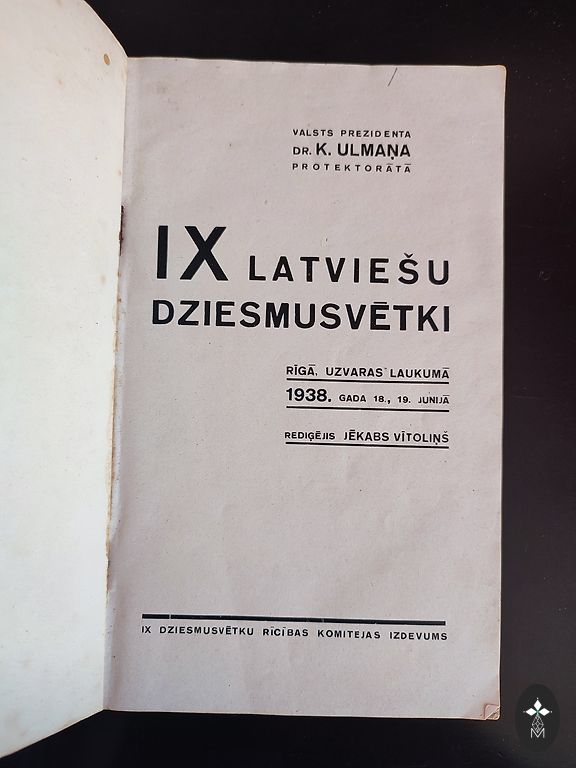 VALSTS PREZIDENTA
DR. K. ULMAŅA
PROTEKTORĀTĀ
IX LATVIEŠU
DZIESMUSVĒTKI
RĪGĀ, UZVARAS LAUKUMĀ
1938. GADA 18., 19. JUNIJĀ
REDIĢĒJIS JĒKABS VĪTOLIŅŠ
IX DZIESMUSVĒTKU RĪCĪBAS KOMITEJAS IZDEVUMS
M